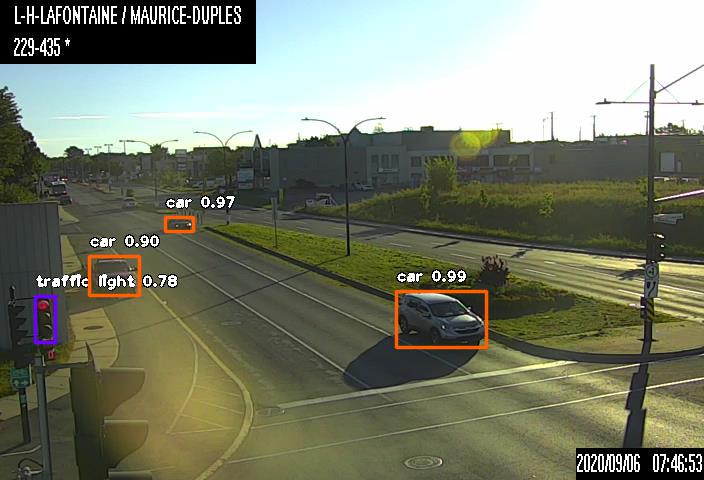 L-H-LAFONTAINE / MAURICE-DUPLES
229-435 *
car 0.97
car 0.90
traffic light 0.78
car 0.99
2020/09/06 07:46:53